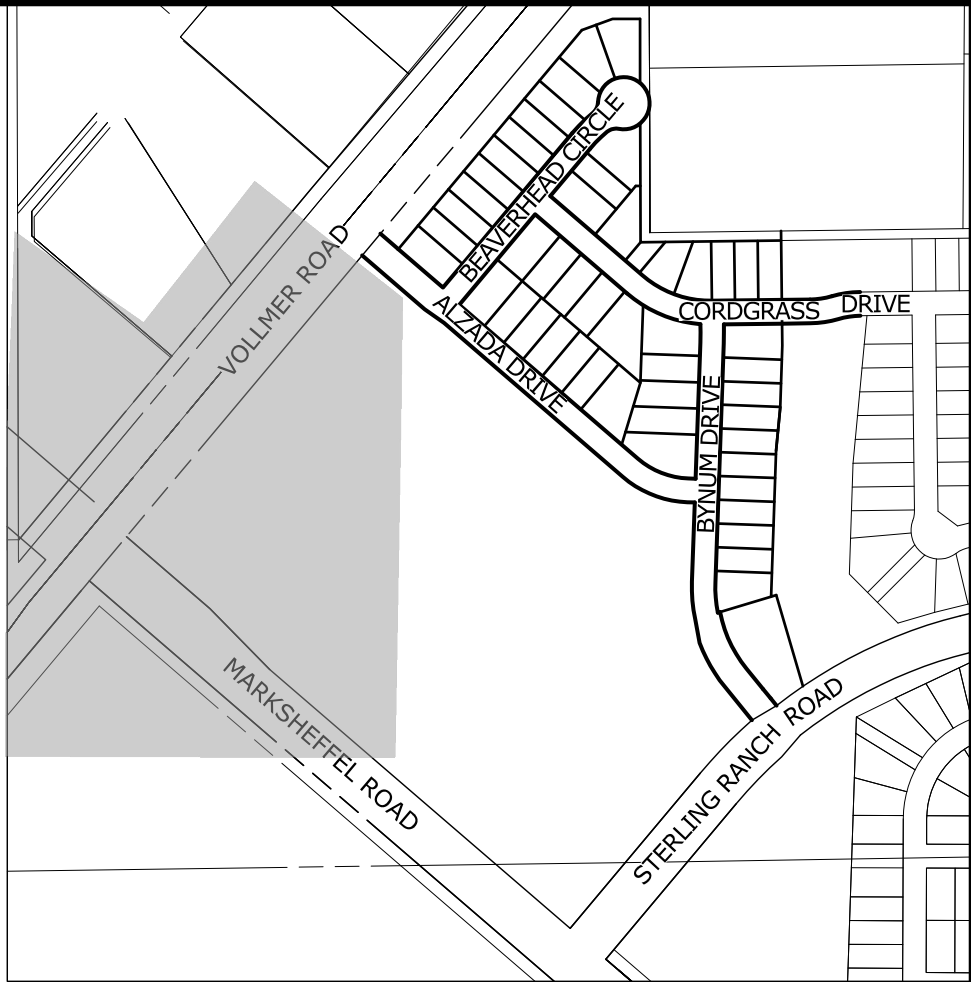 BEAVERHEAD CIRCLE
VOLLMER ROAD
ALZADA DRIVE
CORDGRASS DRIVE
BYNUM DRIVE
MARKSHEFFEL ROAD
STERLING RANCH ROAD